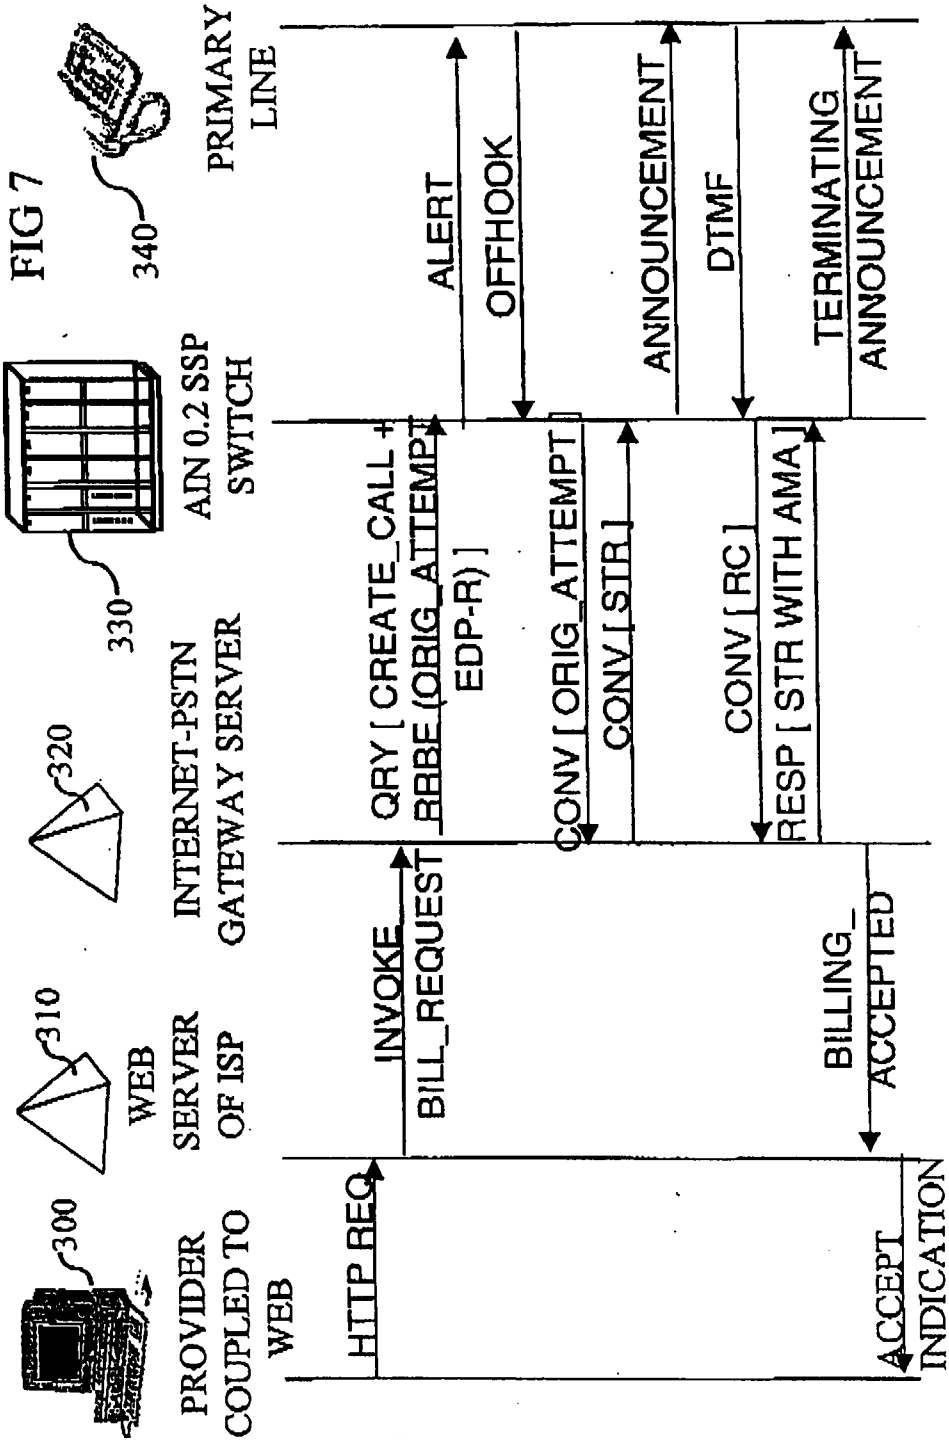 FIG 7
300
310
320
330
340
PROVIDER
COUPLED TO
WEB
WEB
SERVER
OF ISP
INTERNET-PSTN
GATEWAY SERVER
AIN 0.2 SSP
SWITCH
PRIMARY
LINE
HTTP REQ
INVOKE_
BILL_REQUEST
QRY [ CREATE_CALL +
RRBE (ORIG_ATTEMPT
EDP-R) ]
ALERT
OFFHOOK
CONV [ ORIG_ATTEMPT ]
CONV [ STR ]
ANNOUNCEMENT
DTMF
CONV [ RC ]
RESP [ STR WITH AMA ]
TERMINATING
ANNOUNCEMENT
BILLING_
ACCEPTED
ACCEPT
INDICATION